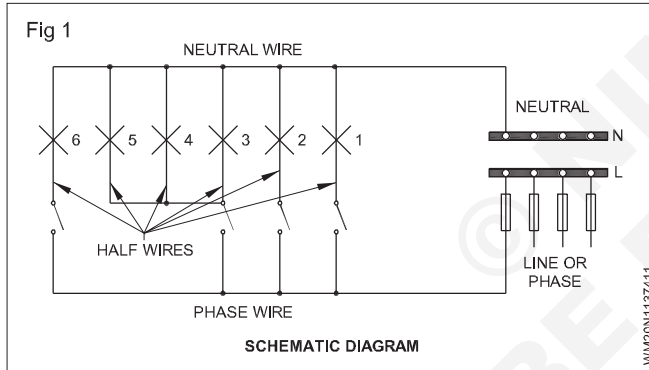 Fig 1
NEUTRAL WIRE
NEUTRAL
6 5 4 3 2 1
N
L
HALF WIRES
LINE OR
PHASE
PHASE WIRE
SCHEMATIC DIAGRAM